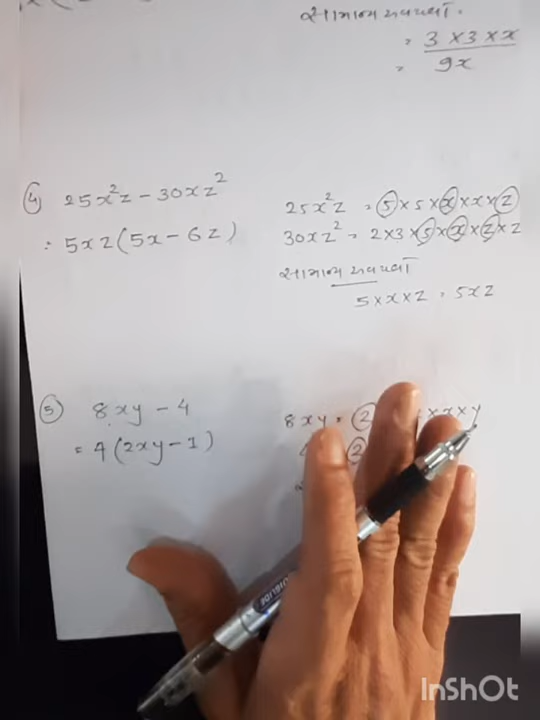 સામાન્ય અવયવો.
= 3 × 3 × x
= 9x
④ 25x²z - 30xz²
= 5xz(5x - 6z)
25x²z = 5 × 5 × x × x × z
30xz² = 2 × 3 × 5 × x × z × z
સામાન્ય અવયવો
5 × x × z = 5xz
⑤ 8xy - 4
= 4(2xy - 1)
8xy = 2 × x × y
2
InShOt